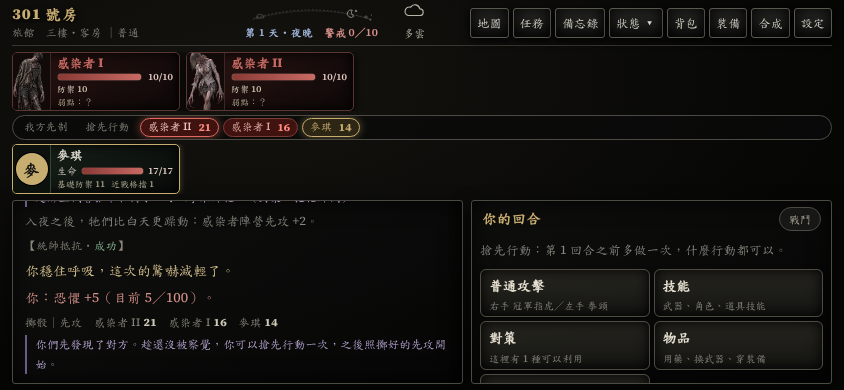 301 號房
旅館 三樓・客房 | 普通
第 1 天・夜晚 警戒 0／10
多雲
地圖 任務 備忘錄 狀態 ▾ 背包 裝備 合成 設定
感染者 I
10/10
防禦 10
弱點：？
感染者 II
10/10
防禦 10
弱點：？
我方先制 搶先行動 感染者 II 21 感染者 I 16 麥琪 14
麥
麥琪
生命 17/17
基礎防禦 11 近戰格擋 1
入夜之後，牠們比白天更躁動：感染者陣營先攻 +2。
【統帥抵抗・成功】
你穩住呼吸，這次的驚嚇減輕了。
你：恐懼 +5（目前 5／100）。
擲骰｜先攻 感染者 II 21 感染者 I 16 麥琪 14
你們先發現了對方。趁還沒被察覺，你可以搶先行動一次，之後照擲好的先攻開始。
你的回合
戰鬥
搶先行動：第 1 回合之前多做一次，什麼行動都可以。
普通攻擊
右手 冠軍指虎／左手 拳頭
技能
武器、角色、道具技能
對策
這裡有 1 種可以利用
物品
用藥、換武器、穿裝備